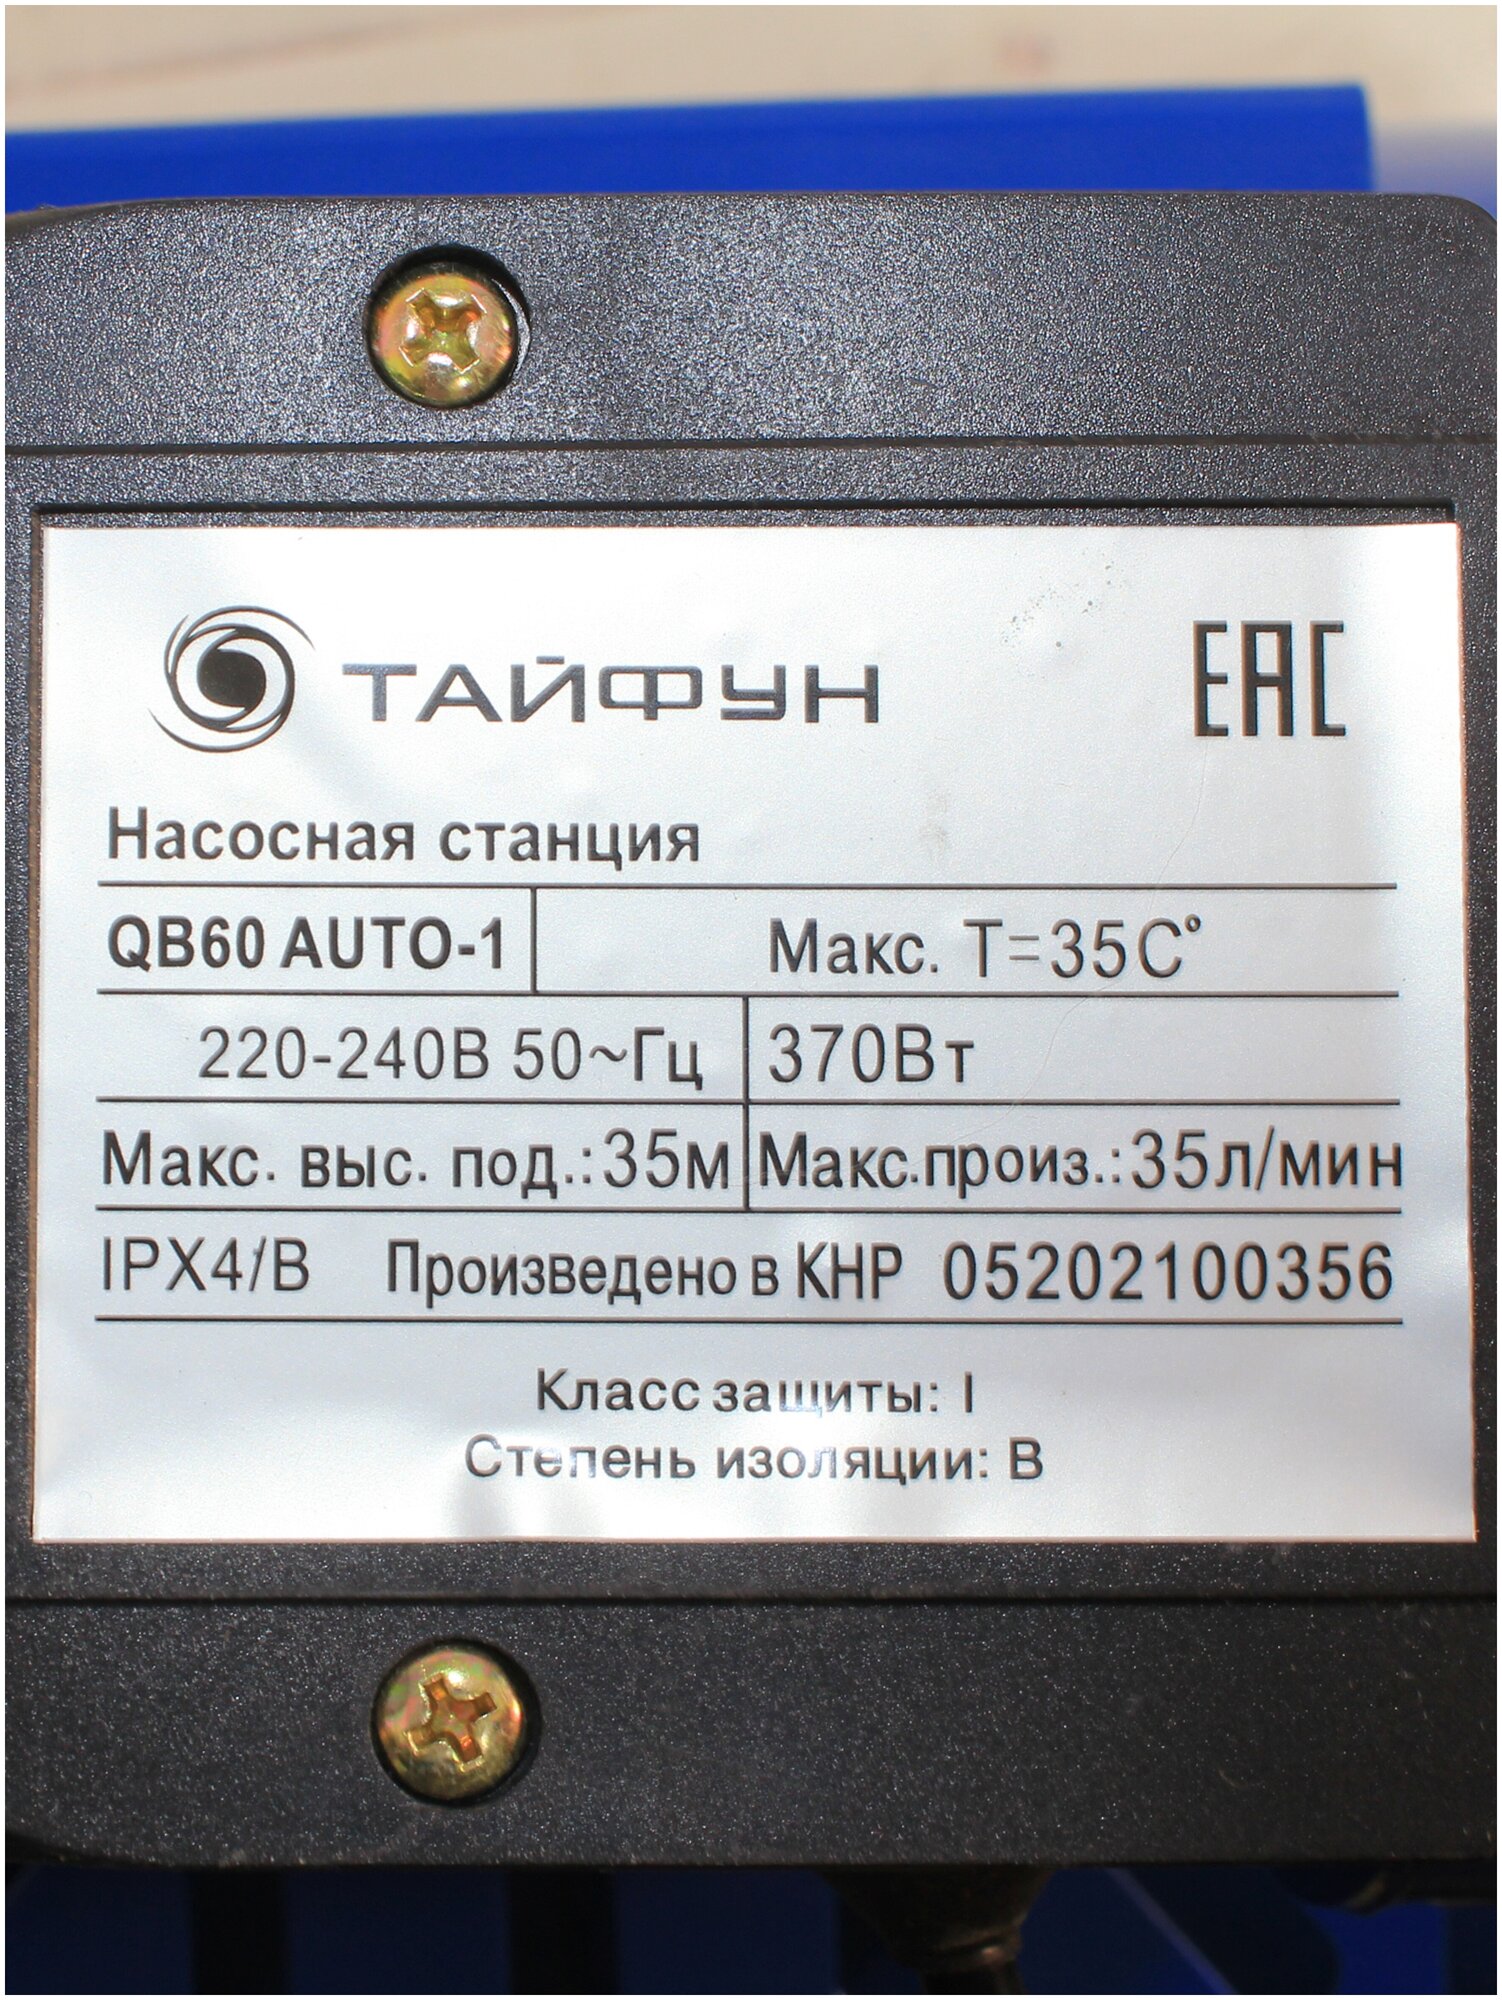 ТАЙФУН EAC
Насосная станция
QB60 AUTO-1 Макс. T=35C°
220-240В 50~Гц 370Вт
Макс. выс. под.:35м Макс.произ.:35л/мин
IPX4/B Произведено в КНР 05202100356
Класс защиты: I
Степень изоляции: В